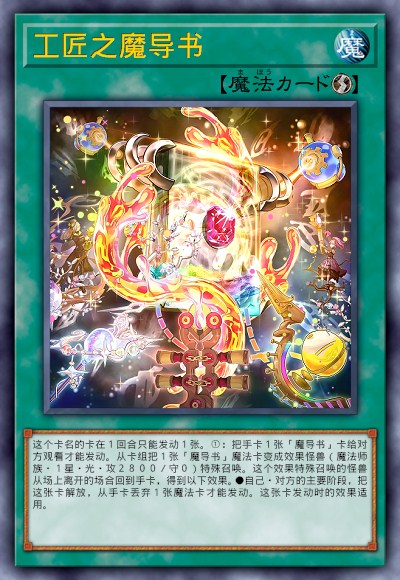 工匠之魔导书
魔
【魔法カード】
まほう
这个卡名的卡在1回合只能发动1张。①：把手卡1张「魔导书」卡给对
方观看才能发动。从卡组把1张「魔导书」魔法卡变成效果怪兽（魔法师
族·1星·光·攻2800/守0）特殊召唤。这个效果特殊召唤的怪兽
从场上离开的场合回到手卡，得到以下效果。●自己·对方的主要阶段，把
这张卡解放，从手卡丢弃1张魔法卡才能发动。这张卡发动时的效果适
用。